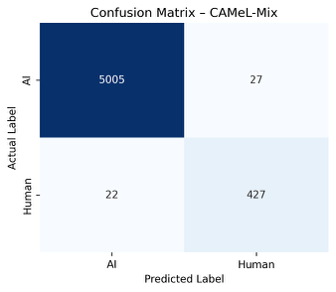 Confusion Matrix – CAMeL-Mix
Actual Label
AI
5005
27
Human
22
427
AI
Human
Predicted Label